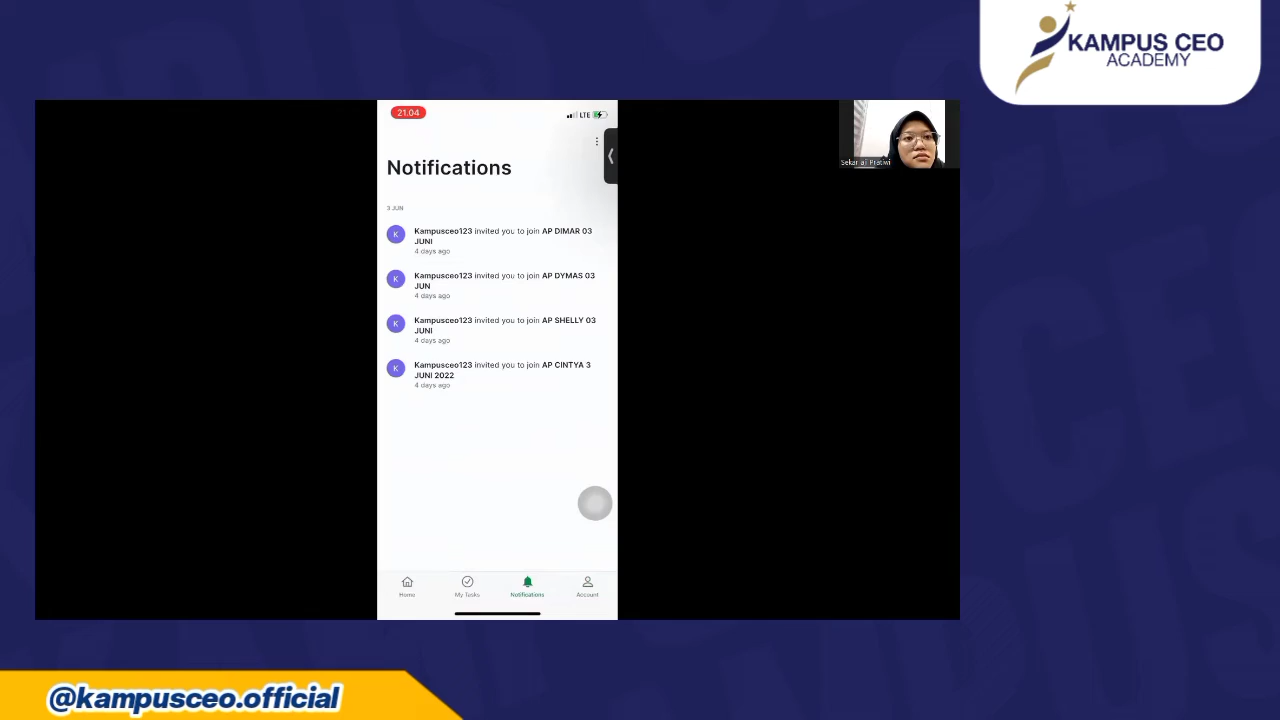 KAMPUS CEO
ACADEMY
21.04
LTE
Notifications
3 JUN
K
Kampusceo123 invited you to join AP DIMAR 03
JUNI
4 days ago
K
Kampusceo123 invited you to join AP DYMAS 03
JUN
4 days ago
K
Kampusceo123 invited you to join AP SHELLY 03
JUNI
4 days ago
K
Kampusceo123 invited you to join AP CINTYA 3
JUNI 2022
4 days ago
Home
My Tasks
Notifications
Account
Sekar aji Pratiwi
@kampusceo.official